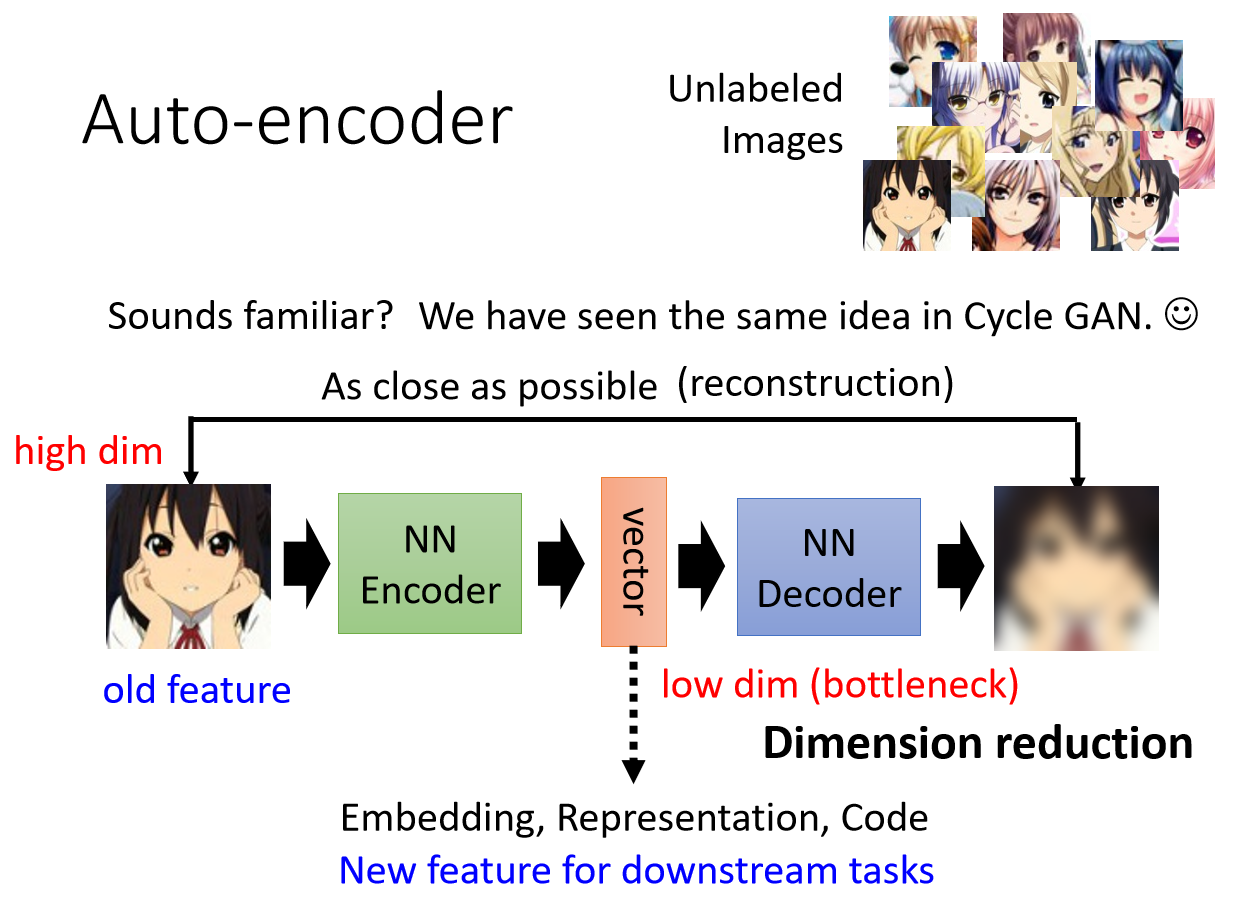 Auto-encoder
Unlabeled
Images
Sounds familiar? We have seen the same idea in Cycle GAN. ☺
As close as possible (reconstruction)
high dim
NN
Encoder
vector
NN
Decoder
old feature
low dim (bottleneck)
Dimension reduction
Embedding, Representation, Code
New feature for downstream tasks